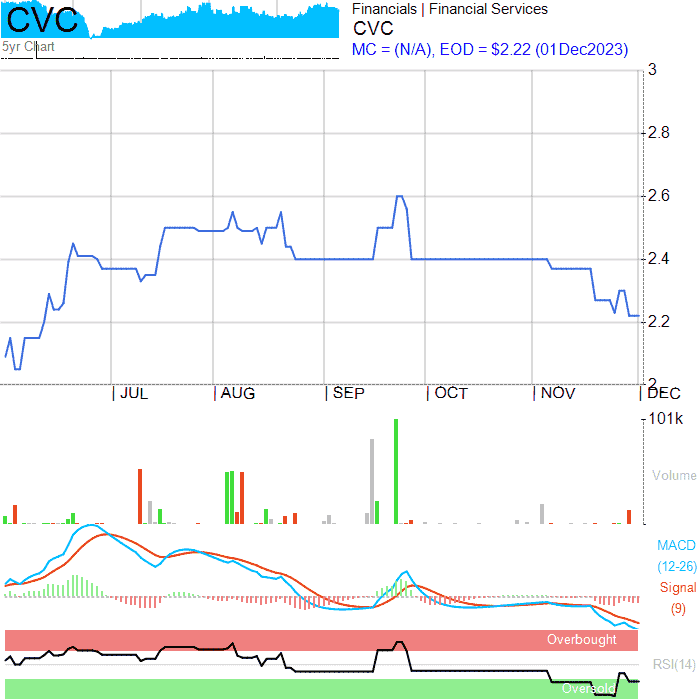 CVC
5yr Chart
Financials | Financial Services
CVC
MC = (N/A), EOD = $2.22 (01Dec2023)
3
2.8
2.6
2.4
2.2
2
JUL AUG SEP OCT NOV DEC
101k
Volume
MACD
(12-26)
Signal
(9)
Overbought
RSI(14)
Oversold